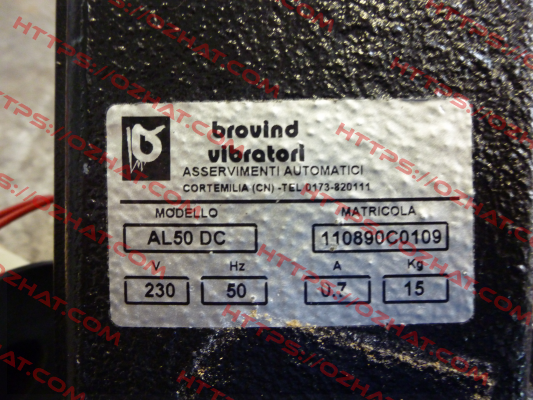 brovind
vibratori
ASSERVIMENTI AUTOMATICI
CORTEMILIA (CN) -TEL 0173-820111
MODELLO MATRICOLA
AL50 DC 110890C0109
V Hz A Kg
230 50 0.7 15
HTTPS://OZHAT.COM